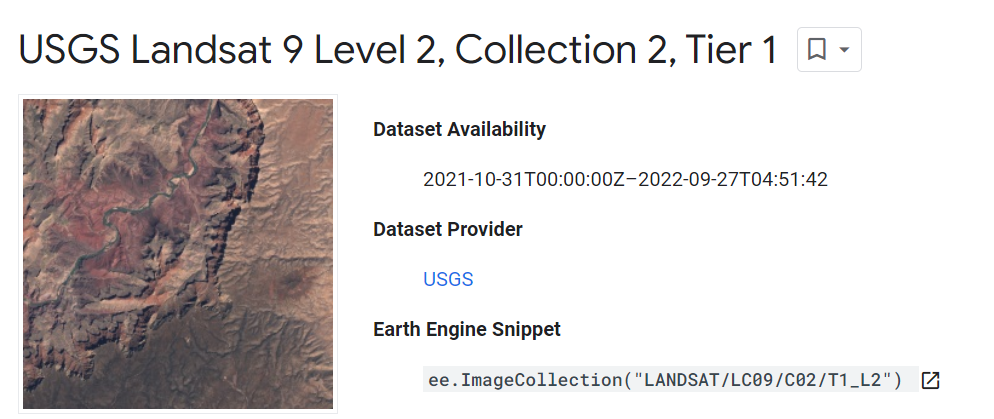 USGS Landsat 9 Level 2, Collection 2, Tier 1
Dataset Availability
2021-10-31T00:00:00Z–2022-09-27T04:51:42
Dataset Provider
USGS
Earth Engine Snippet
ee.ImageCollection("LANDSAT/LC09/C02/T1_L2")